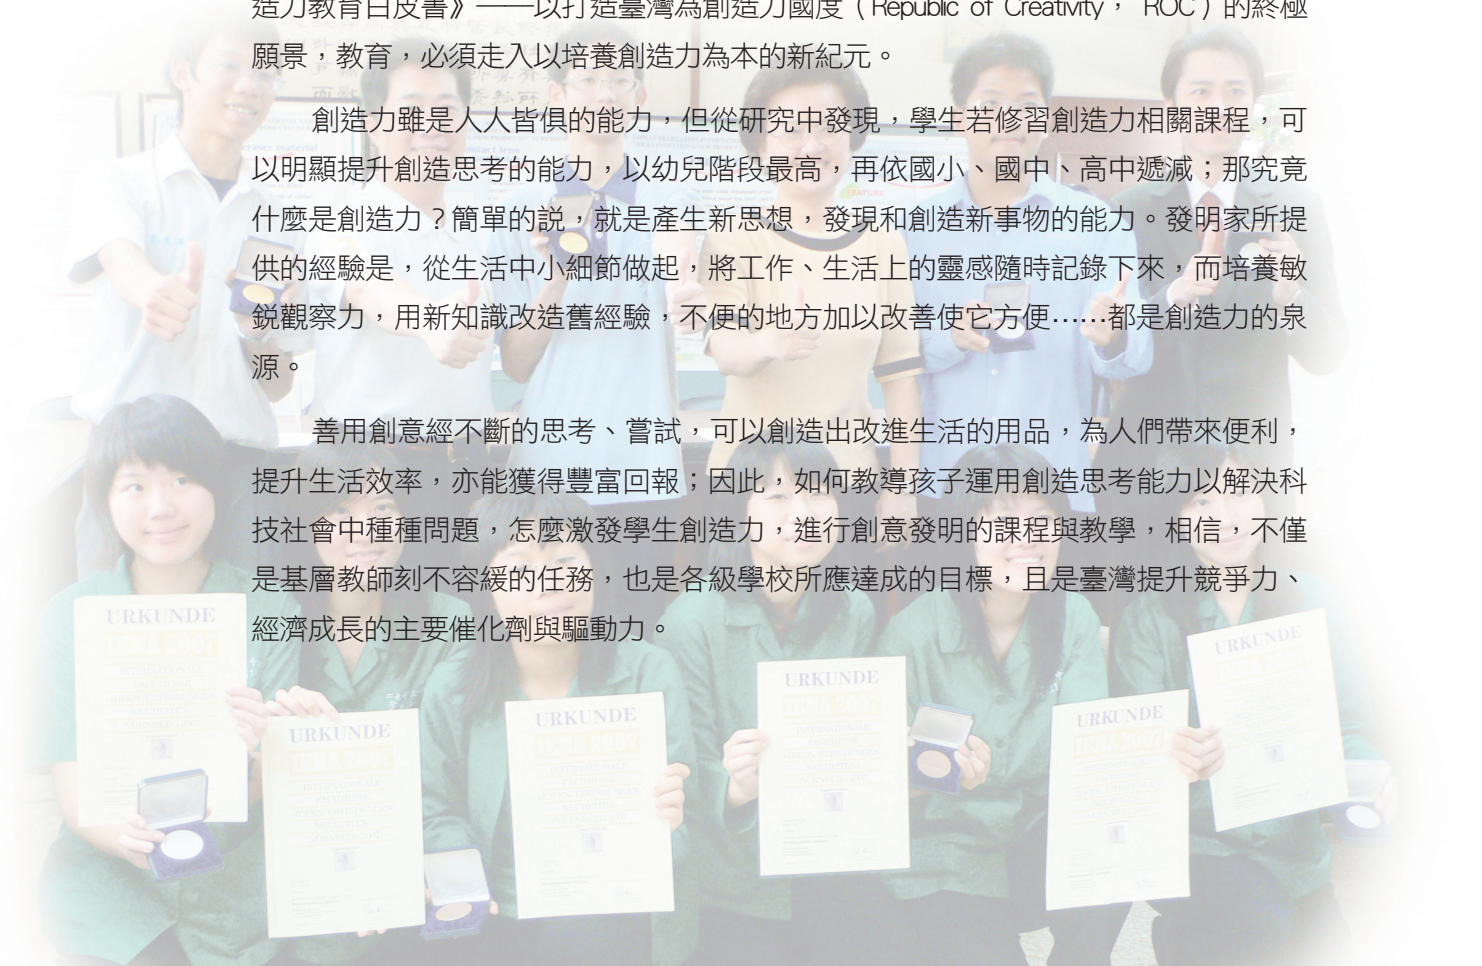 造力教育白皮書》——以打造臺灣為創造力國度（Republic of Creativity， ROC）的終極
願景，教育，必須走入以培養創造力為本的新紀元。
創造力雖是人人皆俱的能力，但從研究中發現，學生若修習創造力相關課程，可
以明顯提升創造思考的能力，以幼兒階段最高，再依國小、國中、高中遞減；那究竟
什麼是創造力？簡單的說，就是產生新思想，發現和創造新事物的能力。發明家所提
供的經驗是，從生活中小細節做起，將工作、生活上的靈感隨時記錄下來，而培養敏
銳觀察力，用新知識改造舊經驗，不便的地方加以改善使它方便……都是創造力的泉
源。
善用創意經不斷的思考、嘗試，可以創造出改進生活的用品，為人們帶來便利，
提升生活效率，亦能獲得豐富回報；因此，如何教導孩子運用創造思考能力以解決科
技社會中種種問題，怎麼激發學生創造力，進行創意發明的課程與教學，相信，不僅
是基層教師刻不容緩的任務，也是各級學校所應達成的目標，且是臺灣提升競爭力、
經濟成長的主要催化劑與驅動力。
URKUNDE
URKUNDE
URKUNDE
URKUNDE
URKUNDE
URKUNDE